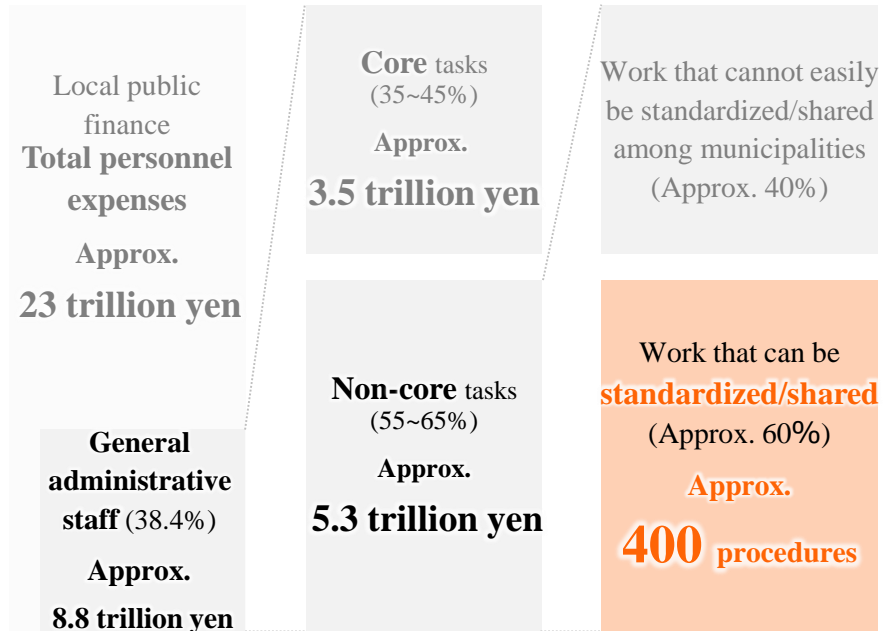 Local public
finance
Total personnel
expenses
Approx.
23 trillion yen
General
administrative
staff (38.4%)
Approx.
8.8 trillion yen
Core tasks
(35~45%)
Approx.
3.5 trillion yen
Non-core tasks
(55~65%)
Approx.
5.3 trillion yen
Work that cannot easily
be standardized/shared
among municipalities
(Approx. 40%)
Work that can be
standardized/shared
(Approx. 60%)
Approx.
400 procedures